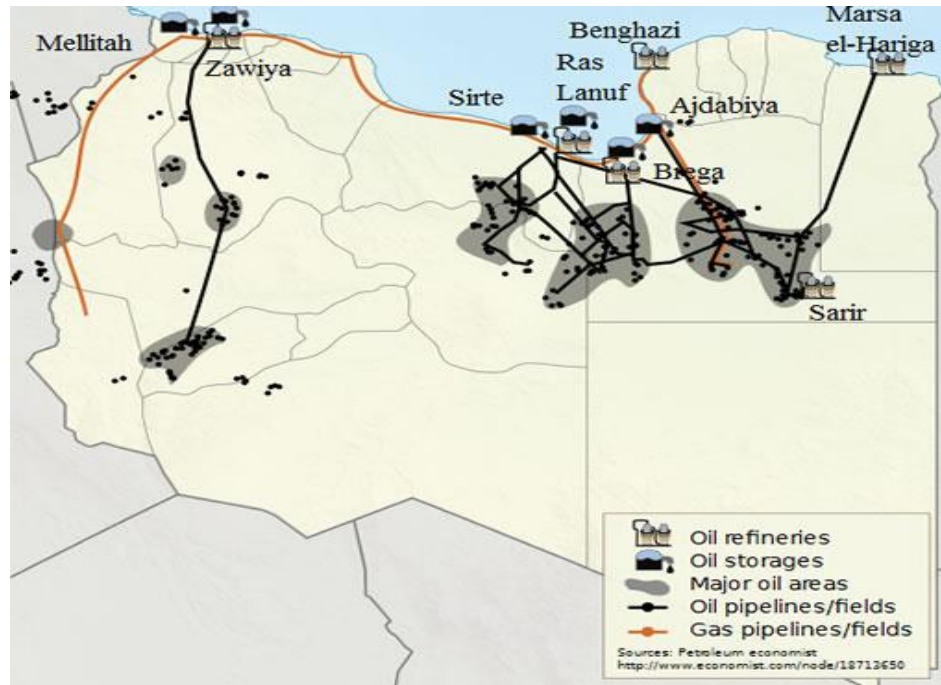 Mellitah
Zawiya
Sirte
Ras
Lanuf
Benghazi
Ajdabiya
Brega
Marsa
el-Hariga
Sarir
Oil refineries
Oil storages
Major oil areas
Oil pipelines/fields
Gas pipelines/fields
Sources: Petroleum economist
http://www.economist.com/node/18713650